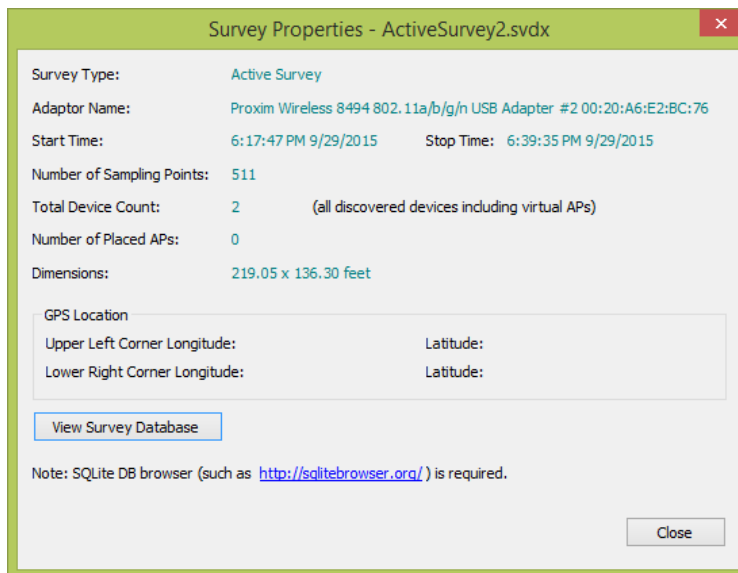 Survey Properties - ActiveSurvey2.svdx
Survey Type: Active Survey
Adaptor Name: Proxim Wireless 8494 802.11a/b/g/n USB Adapter #2 00:20:A6:E2:BC:76
Start Time: 6:17:47 PM 9/29/2015 Stop Time: 6:39:35 PM 9/29/2015
Number of Sampling Points: 511
Total Device Count: 2 (all discovered devices including virtual APs)
Number of Placed APs: 0
Dimensions: 219.05 x 136.30 feet
GPS Location
Upper Left Corner Longitude: Latitude:
Lower Right Corner Longitude: Latitude:
View Survey Database
Note: SQLite DB browser (such as http://sqlitebrowser.org/ ) is required.
Close